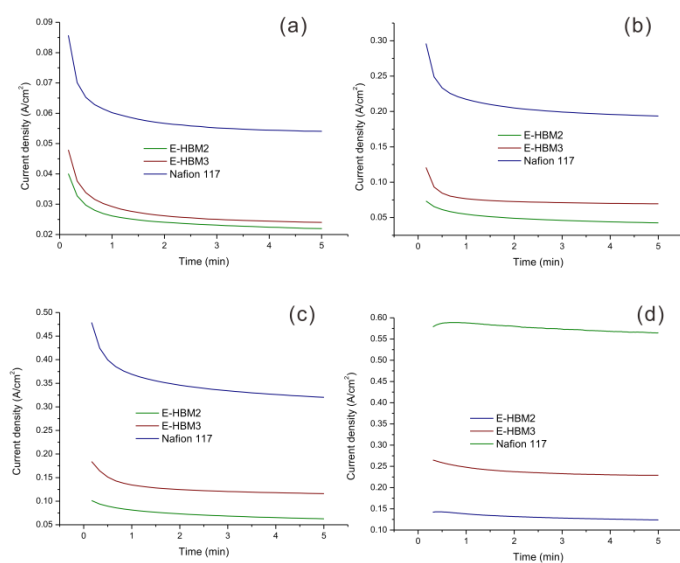 (a)
Current density (A/cm²)
0.09
0.08
0.07
0.06
0.05
0.04
0.03
0.02
E-HBM2
E-HBM3
Nafion 117
0 1 2 3 4 5
Time (min)
(b)
Current density (A/cm²)
0.30
0.25
0.20
0.15
0.10
0.05
E-HBM2
E-HBM3
Nafion 117
0 1 2 3 4 5
Time (min)
(c)
Current density (A/cm²)
0.50
0.45
0.40
0.35
0.30
0.25
0.20
0.15
0.10
0.05
E-HBM2
E-HBM3
Nafion 117
0 1 2 3 4 5
Time (min)
(d)
Current density (A/cm²)
0.60
0.55
0.50
0.45
0.40
0.35
0.30
0.25
0.20
0.15
0.10
E-HBM2
E-HBM3
Nafion 117
0 1 2 3 4 5
Time (min)